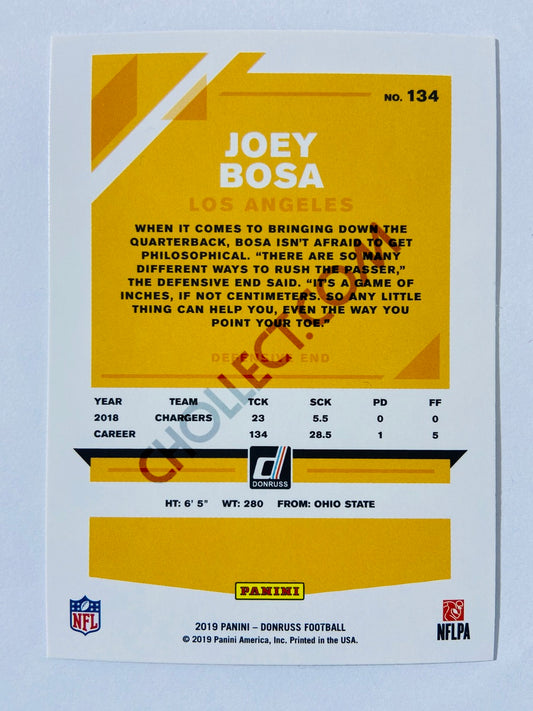 NO. 134
JOEY
BOSA
LOS ANGELES
WHEN IT COMES TO BRINGING DOWN THE
QUARTERBACK, BOSA ISN'T AFRAID TO GET
PHILOSOPHICAL. "THERE ARE SO MANY
DIFFERENT WAYS TO RUSH THE PASSER,"
THE DEFENSIVE END SAID. "IT'S A GAME OF
INCHES, IF NOT CENTIMETERS. SO ANY LITTLE
THING CAN HELP YOU, EVEN THE WAY YOU
POINT YOUR TOE."
DEFENSIVE END
CHOLLECT.COM
YEAR TEAM TCK SCK PD FF
2018 CHARGERS 23 5.5 0 0
CAREER 134 28.5 1 5
d
DONRUSS
HT: 6' 5" WT: 280 FROM: OHIO STATE
PANINI
NFL
2019 PANINI – DONRUSS FOOTBALL
© 2019 Panini America, Inc. Printed in the USA.
NFLPA